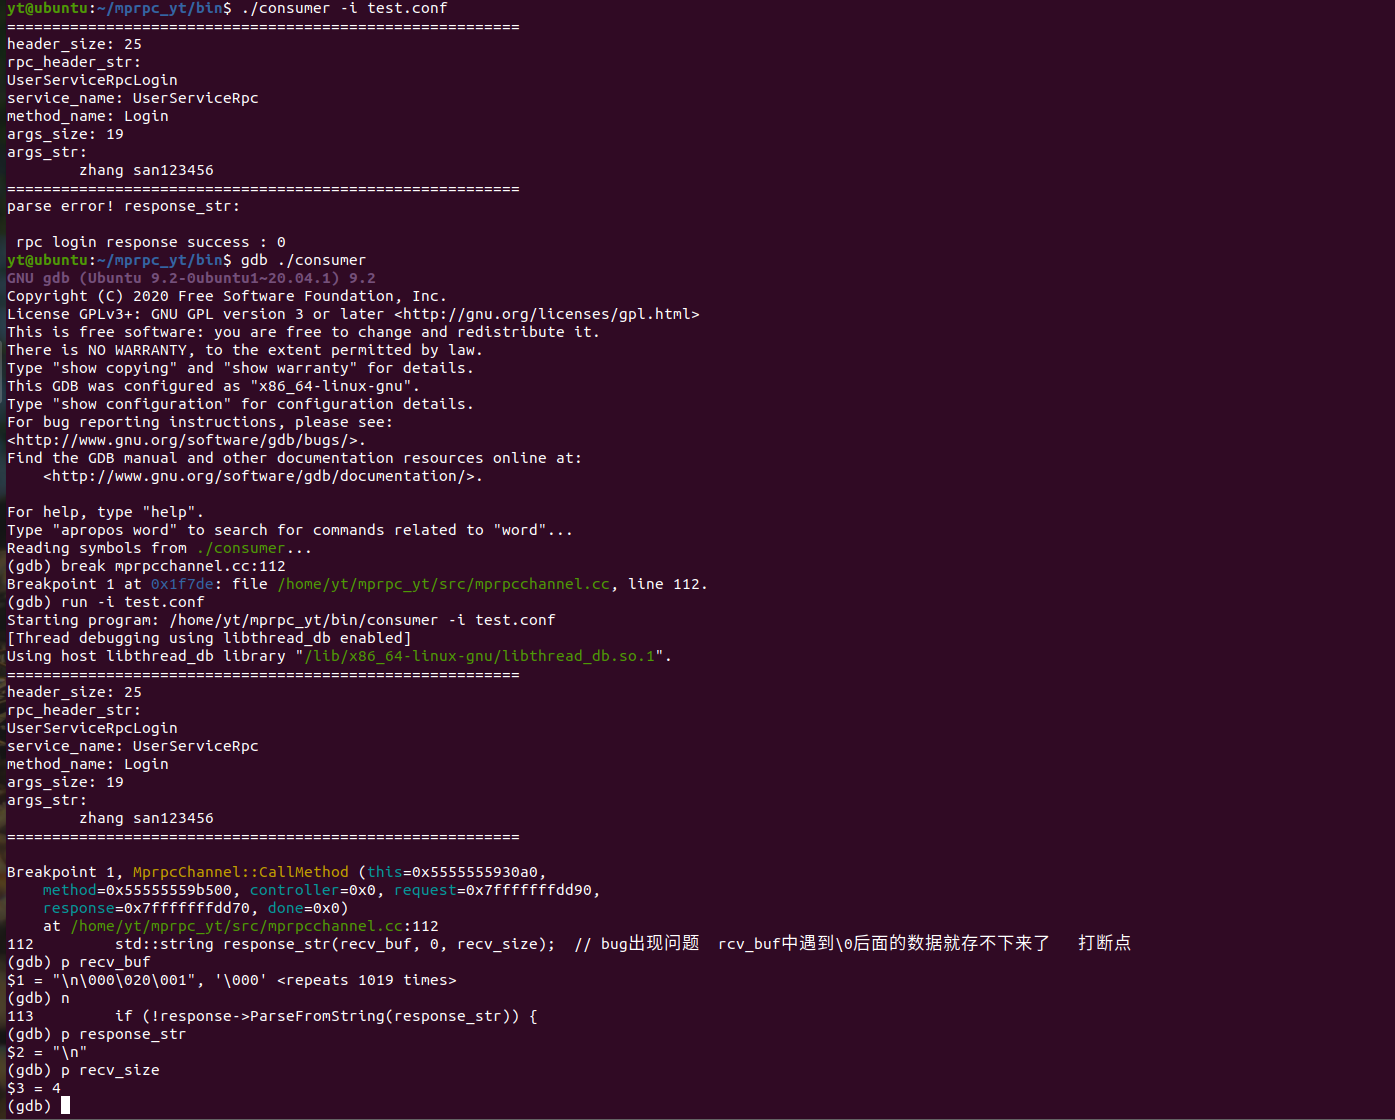 yt@ubuntu:~/mprpc_yt/bin$ ./consumer -i test.conf
=========================================================
header_size: 25
rpc_header_str:
UserServiceRpcLogin
service_name: UserServiceRpc
method_name: Login
args_size: 19
args_str:
        zhang san123456
=========================================================
parse error! response_str:

 rpc login response success : 0
yt@ubuntu:~/mprpc_yt/bin$ gdb ./consumer
GNU gdb (Ubuntu 9.2-0ubuntu1~20.04.1) 9.2
Copyright (C) 2020 Free Software Foundation, Inc.
License GPLv3+: GNU GPL version 3 or later <http://gnu.org/licenses/gpl.html>
This is free software: you are free to change and redistribute it.
There is NO WARRANTY, to the extent permitted by law.
Type "show copying" and "show warranty" for details.
This GDB was configured as "x86_64-linux-gnu".
Type "show configuration" for configuration details.
For bug reporting instructions, please see:
<http://www.gnu.org/software/gdb/bugs/>.
Find the GDB manual and other documentation resources online at:
    <http://www.gnu.org/software/gdb/documentation/>.

For help, type "help".
Type "apropos word" to search for commands related to "word"...
Reading symbols from ./consumer...
(gdb) break mprpcchannel.cc:112
Breakpoint 1 at 0x1f7de: file /home/yt/mprpc_yt/src/mprpcchannel.cc, line 112.
(gdb) run -i test.conf
Starting program: /home/yt/mprpc_yt/bin/consumer -i test.conf
[Thread debugging using libthread_db enabled]
Using host libthread_db library "/lib/x86_64-linux-gnu/libthread_db.so.1".
=========================================================
header_size: 25
rpc_header_str:
UserServiceRpcLogin
service_name: UserServiceRpc
method_name: Login
args_size: 19
args_str:
        zhang san123456
=========================================================

Breakpoint 1, MprpcChannel::CallMethod (this=0x5555555930a0,
    method=0x55555559b500, controller=0x0, request=0x7fffffffdd90,
    response=0x7fffffffdd70, done=0x0)
    at /home/yt/mprpc_yt/src/mprpcchannel.cc:112
112         std::string response_str(recv_buf, 0, recv_size);  // bug出现问题  rcv_buf中遇到\0后面的数据就存不下来了   打断点
(gdb) p recv_buf
$1 = "\n\000\020\001", '\000' <repeats 1019 times>
(gdb) n
113         if (!response->ParseFromString(response_str)) {
(gdb) p response_str
$2 = "\n"
(gdb) p recv_size
$3 = 4
(gdb)